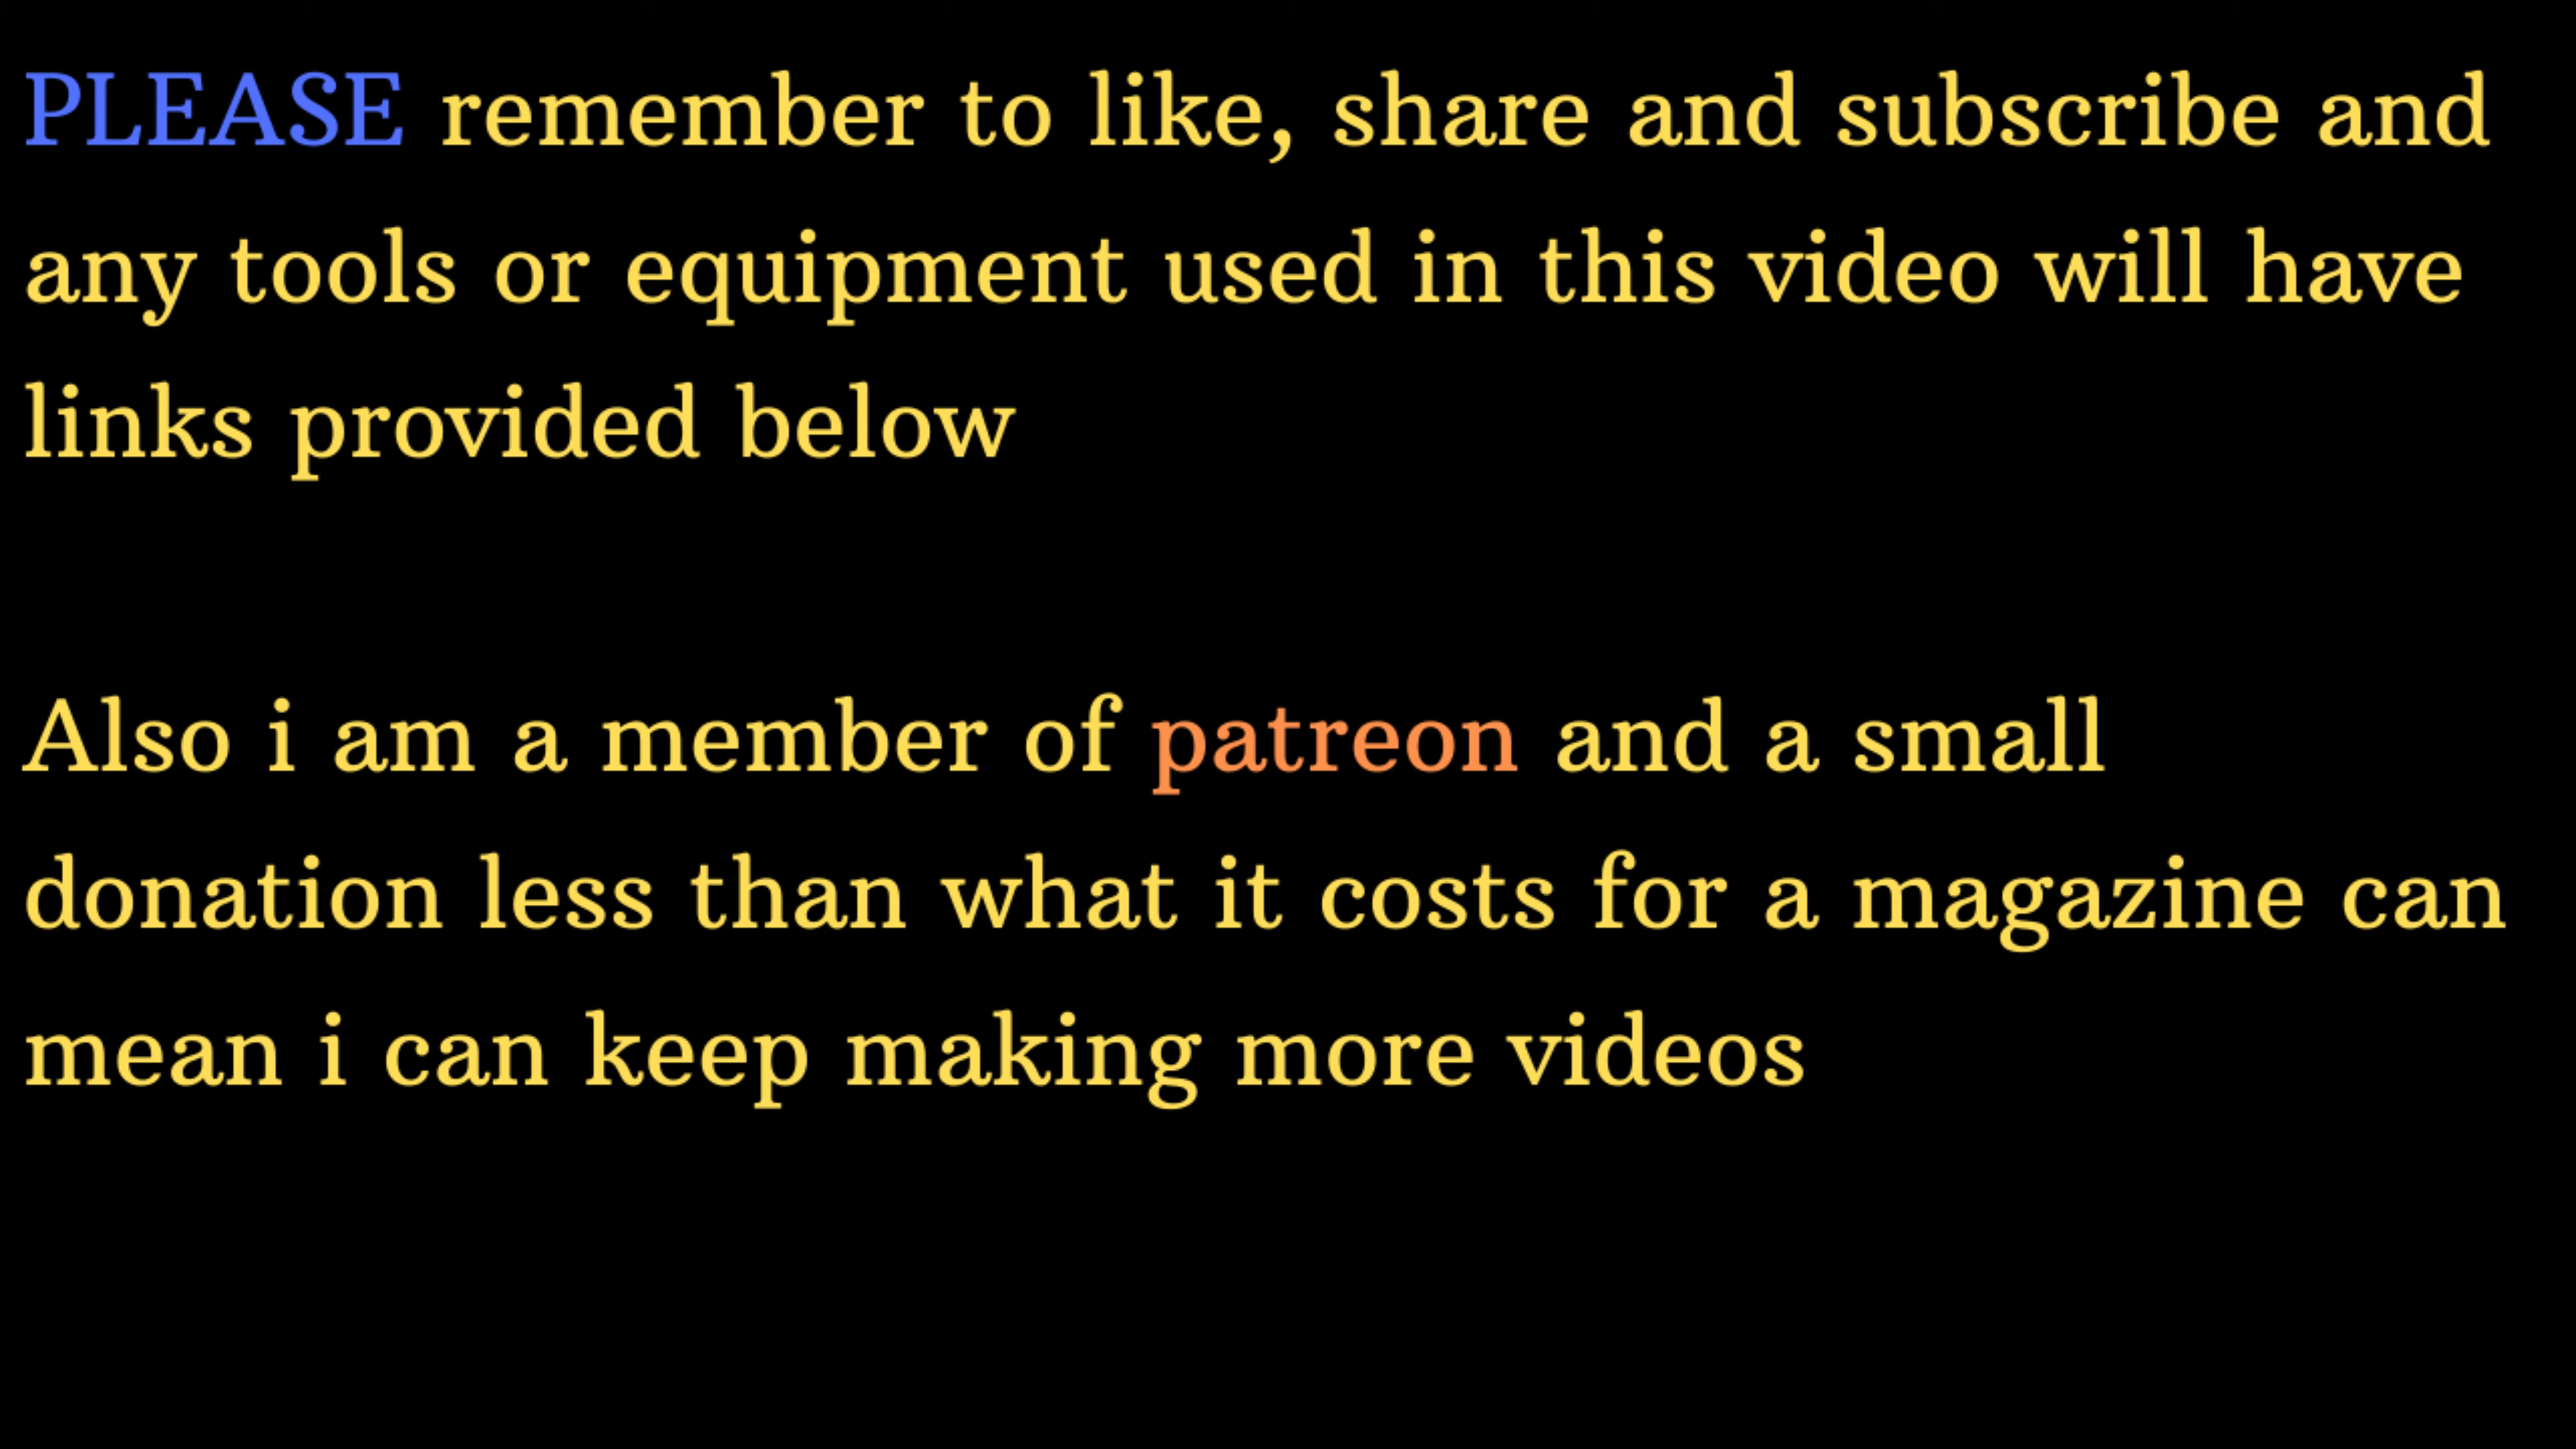 PLEASE remember to like, share and subscribe and
any tools or equipment used in this video will have
links provided below
Also i am a member of patreon and a small
donation less than what it costs for a magazine can
mean i can keep making more videos